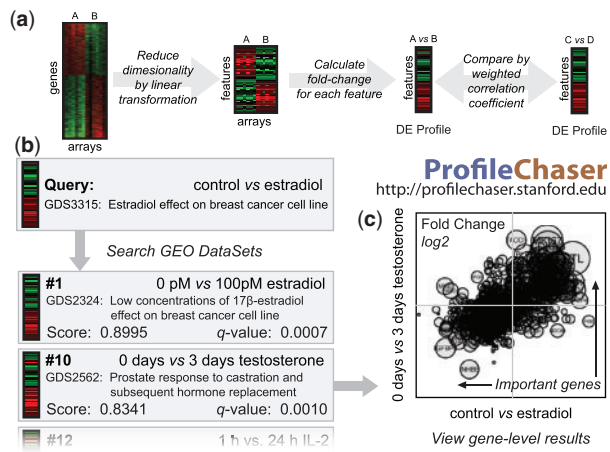 (a)
A B
genes
arrays
Reduce
dimesionality
by linear
transformation
A B
features
arrays
Calculate
fold-change
for each feature
A vs B
features
DE Profile
Compare by
weighted
correlation
coefficient
C vs D
features
DE Profile
(b)
Query: control vs estradiol
GDS3315: Estradiol effect on breast cancer cell line
Search GEO DataSets
#1 0 pM vs 100pM estradiol
GDS2324: Low concentrations of 17β-estradiol
effect on breast cancer cell line
Score: 0.8995 q-value: 0.0007
#10 0 days vs 3 days testosterone
GDS2562: Prostate response to castration and
subsequent hormone replacement
Score: 0.8341 q-value: 0.0010
#12 1 h vs. 24 h IL-2
ProfileChaser
http://profilechaser.stanford.edu
(c)
Fold Change
log2
0 days vs 3 days testosterone
Important genes
control vs estradiol
View gene-level results